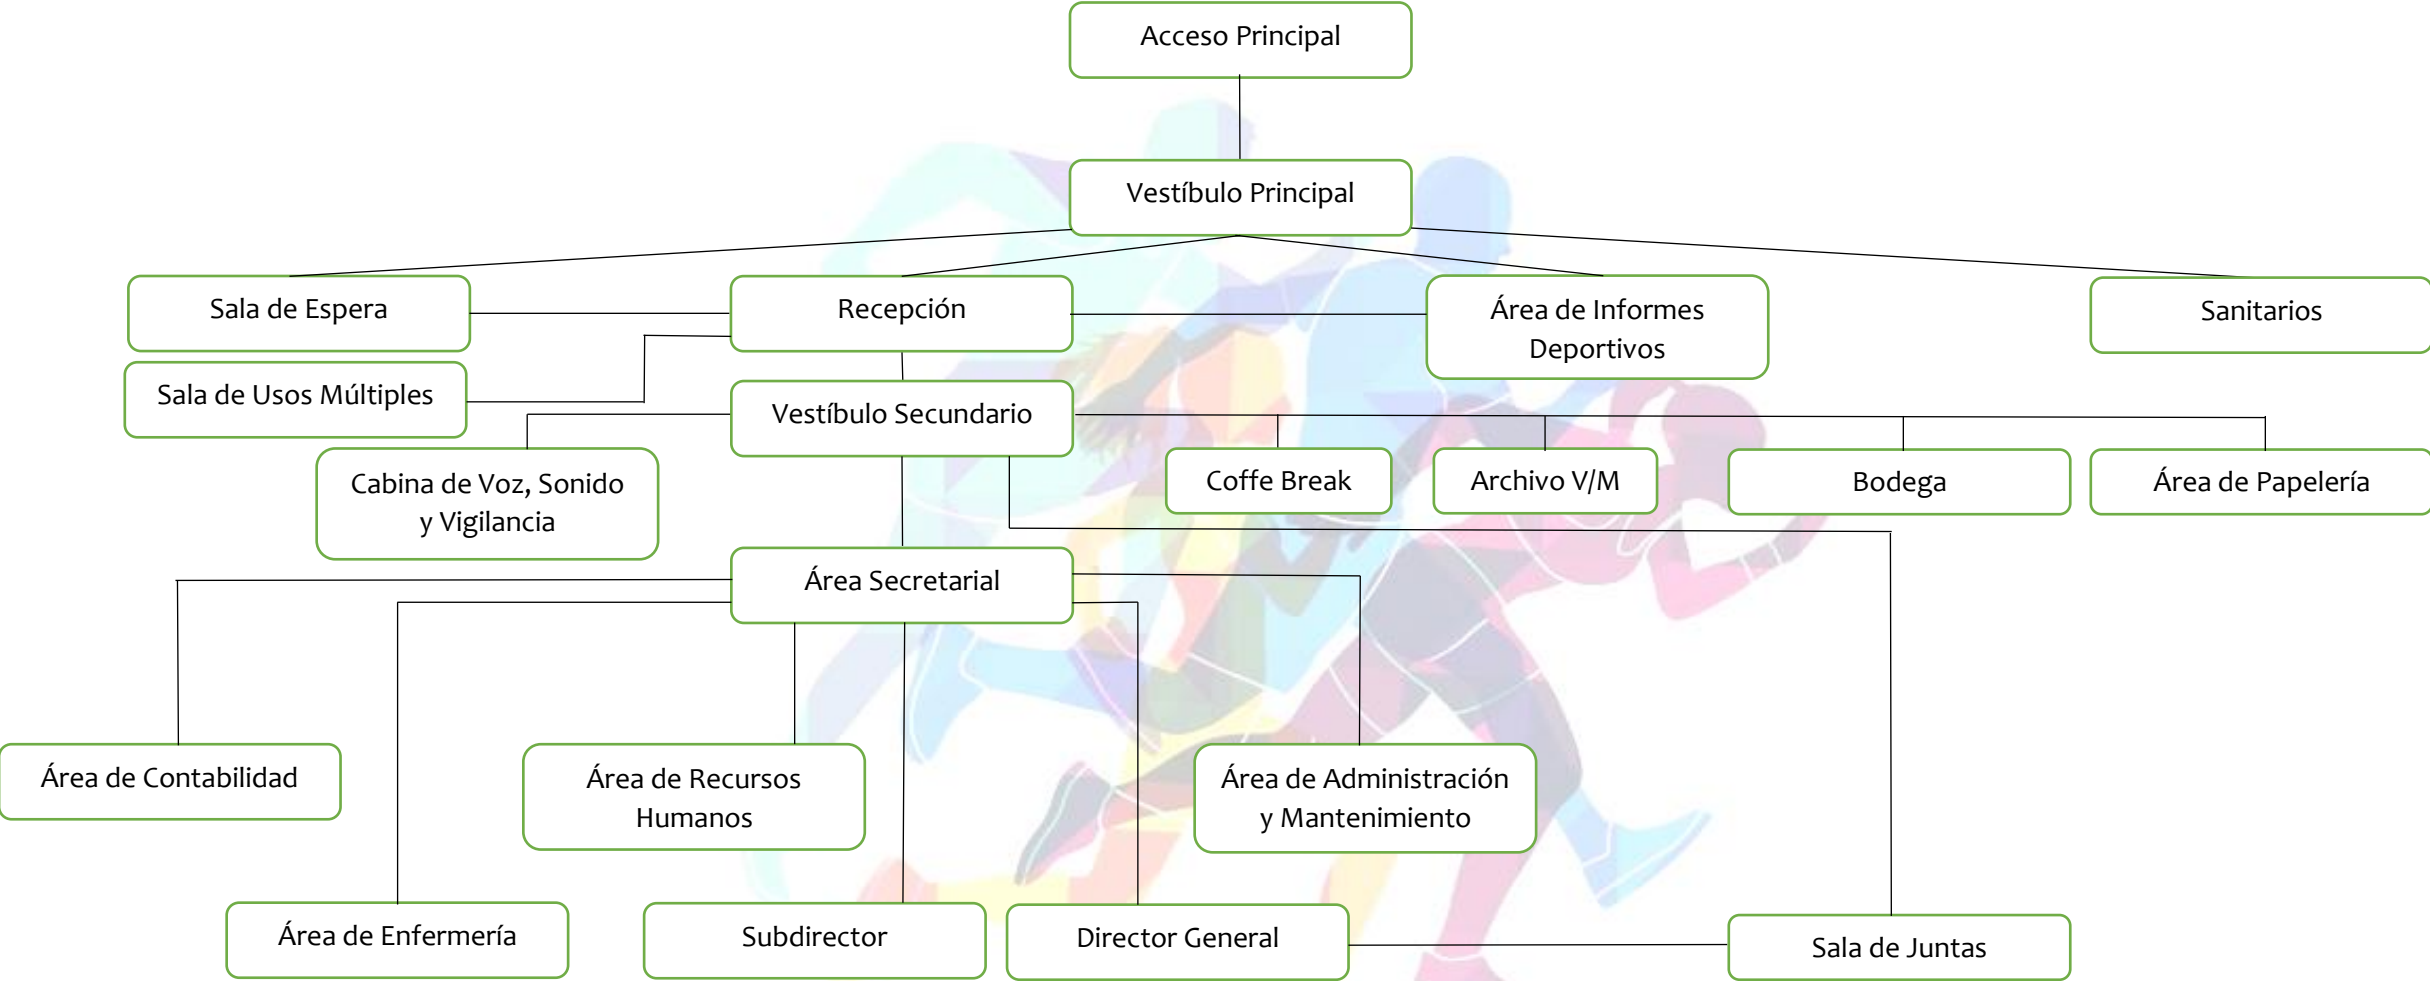 Acceso Principal
Vestíbulo Principal
Sala de Espera
Recepción
Área de Informes
Deportivos
Sanitarios
Sala de Usos Múltiples
Vestíbulo Secundario
Cabina de Voz, Sonido
y Vigilancia
Coffe Break
Archivo V/M
Bodega
Área de Papelería
Área Secretarial
Área de Contabilidad
Área de Recursos
Humanos
Área de Administración
y Mantenimiento
Área de Enfermería
Subdirector
Director General
Sala de Juntas